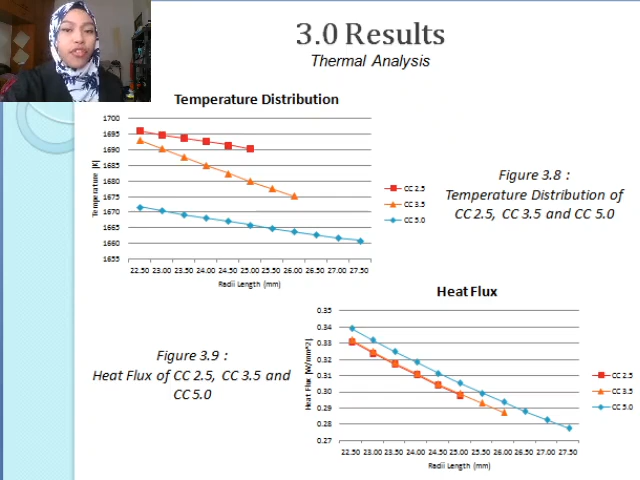 3.0 Results
Thermal Analysis
Temperature Distribution
Temperature [K]
1700
1695
1690
1685
1680
1675
1670
1665
1660
1655
22.50 23.00 23.50 24.00 24.50 25.00 25.50 26.00 26.50 27.00 27.50
Radii Length (mm)
CC 2.5
CC 3.5
CC 5.0
Figure 3.8 :
Temperature Distribution of
CC 2.5, CC 3.5 and CC 5.0
Figure 3.9 :
Heat Flux of CC 2.5, CC 3.5 and
CC 5.0
Heat Flux
Heat Flux [W/mm^2]
0.35
0.34
0.33
0.32
0.31
0.30
0.29
0.28
0.27
22.50 23.00 23.50 24.00 24.50 25.00 25.50 26.00 26.50 27.00 27.50
Radii Length (mm)
CC 2.5
CC 3.5
CC 5.0